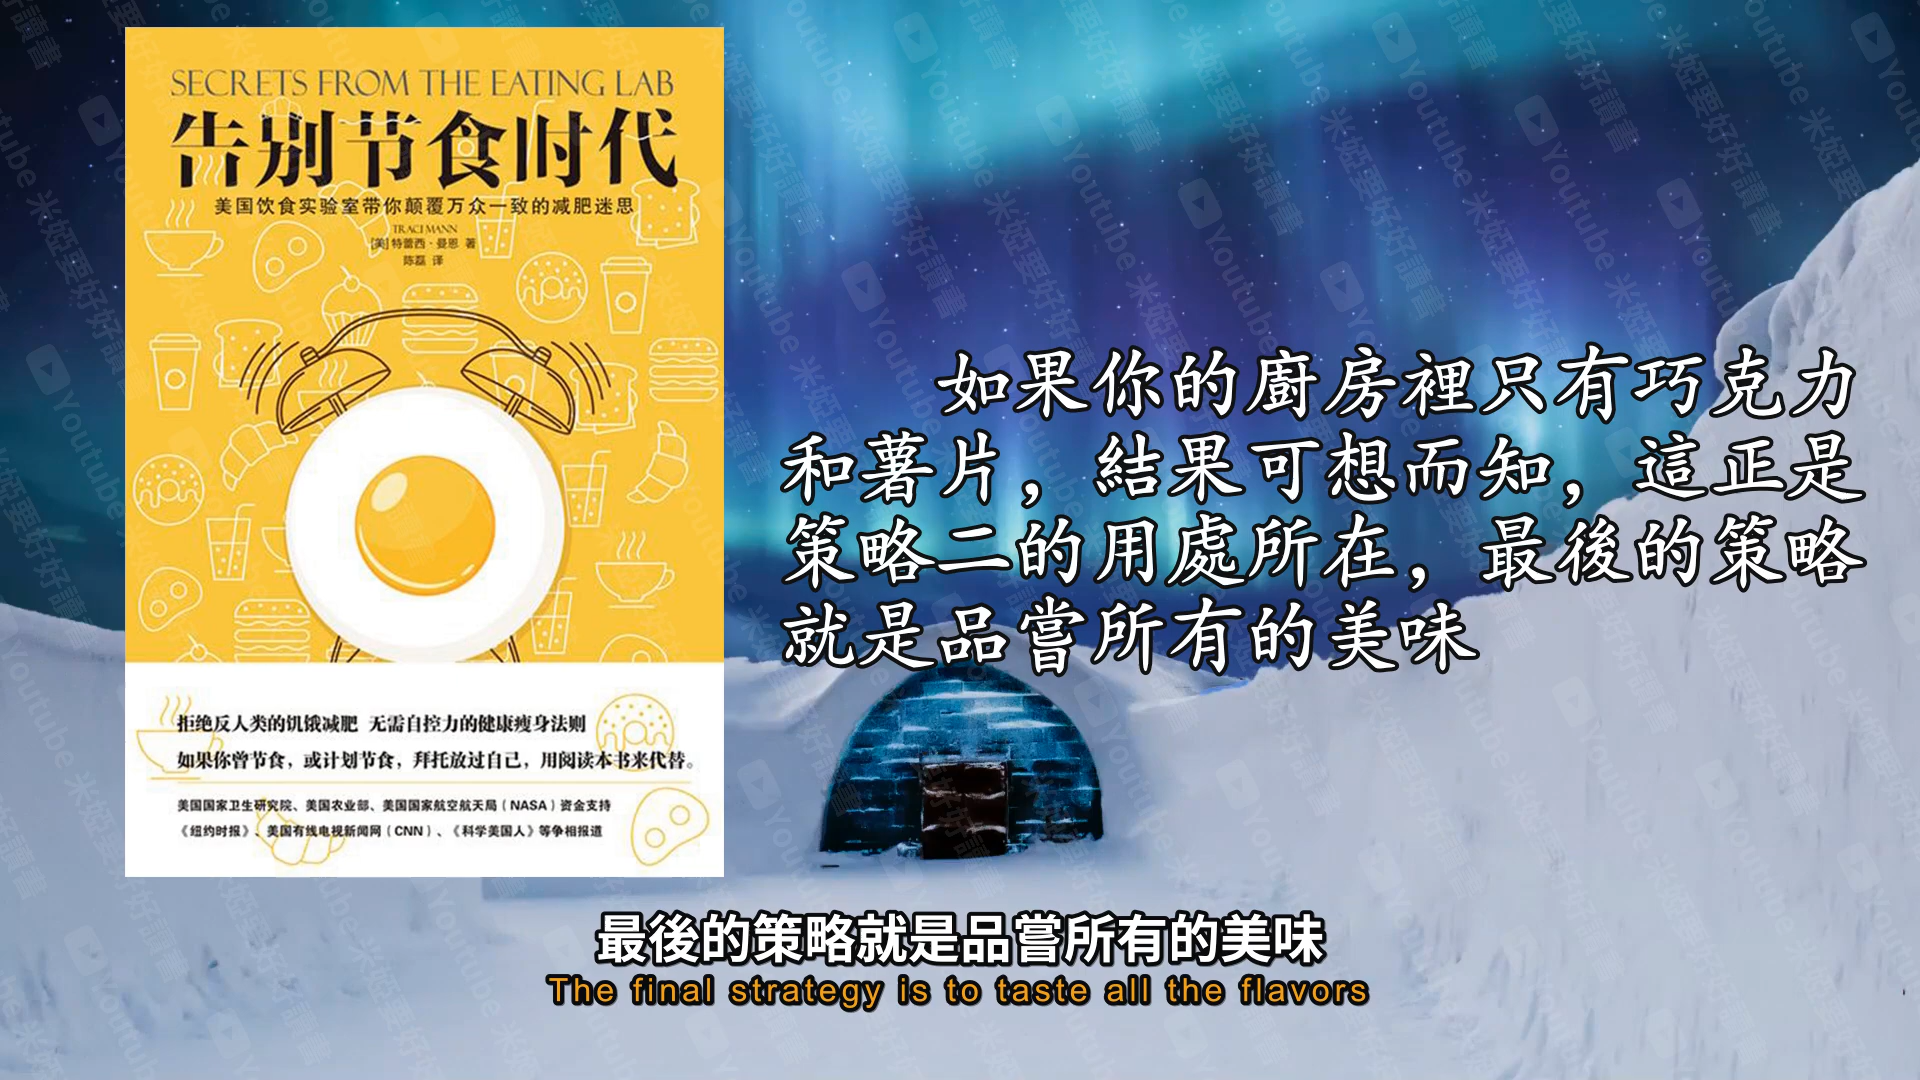 SECRETS FROM THE EATING LAB
告别节食时代
美国饮食实验室带你颠覆万众一致的减肥迷思
TRACI MANN
[美] 特蕾西·曼恩 著
陈磊 译
拒绝反人类的饥饿减肥 无需自控力的健康瘦身法则
如果你曾节食，或计划节食，拜托放过自己，用阅读本书来代替。
美国国家卫生研究院、美国农业部、美国国家航空航天局（NASA）资金支持
《纽约时报》、美国有线电视新闻网（CNN）、《科学美国人》等争相报道
如果你的廚房裡只有巧克力
和薯片，結果可想而知，這正是
策略二的用處所在，最後的策略
就是品嘗所有的美味
最後的策略就是品嘗所有的美味
The final strategy is to taste all the flavors
Youtube 米婭要好好讀書